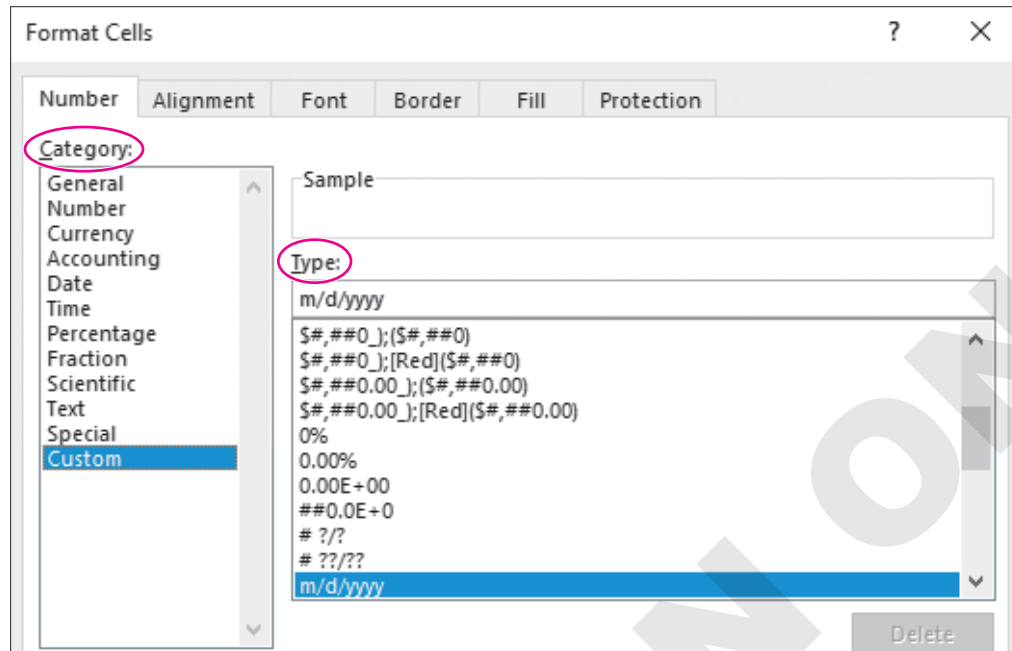 Format Cells ? ×
Number Alignment Font Border Fill Protection
Category:
General
Number
Currency
Accounting
Date
Time
Percentage
Fraction
Scientific
Text
Special
Custom
Sample
Type:
m/d/yyyy
$#,##0_);($#,##0)
$#,##0_);[Red]($#,##0)
$#,##0.00_);($#,##0.00)
$#,##0.00_);[Red]($#,##0.00)
0%
0.00%
0.00E+00
##0.0E+0
# ?/?
# ??/??
m/d/yyyy
Delete